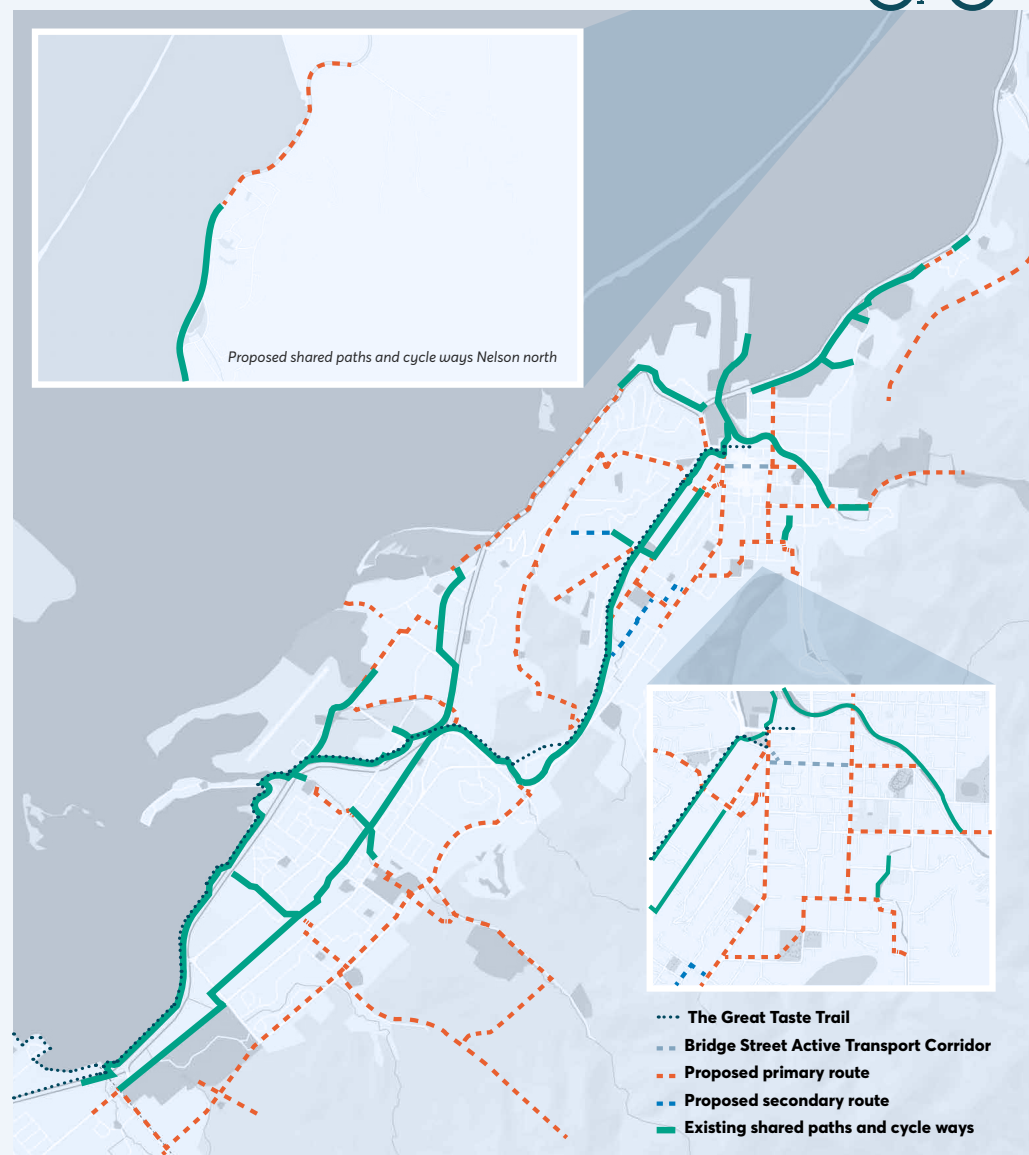 Proposed shared paths and cycle ways Nelson north
The Great Taste Trail
Bridge Street Active Transport Corridor
Proposed primary route
Proposed secondary route
Existing shared paths and cycle ways